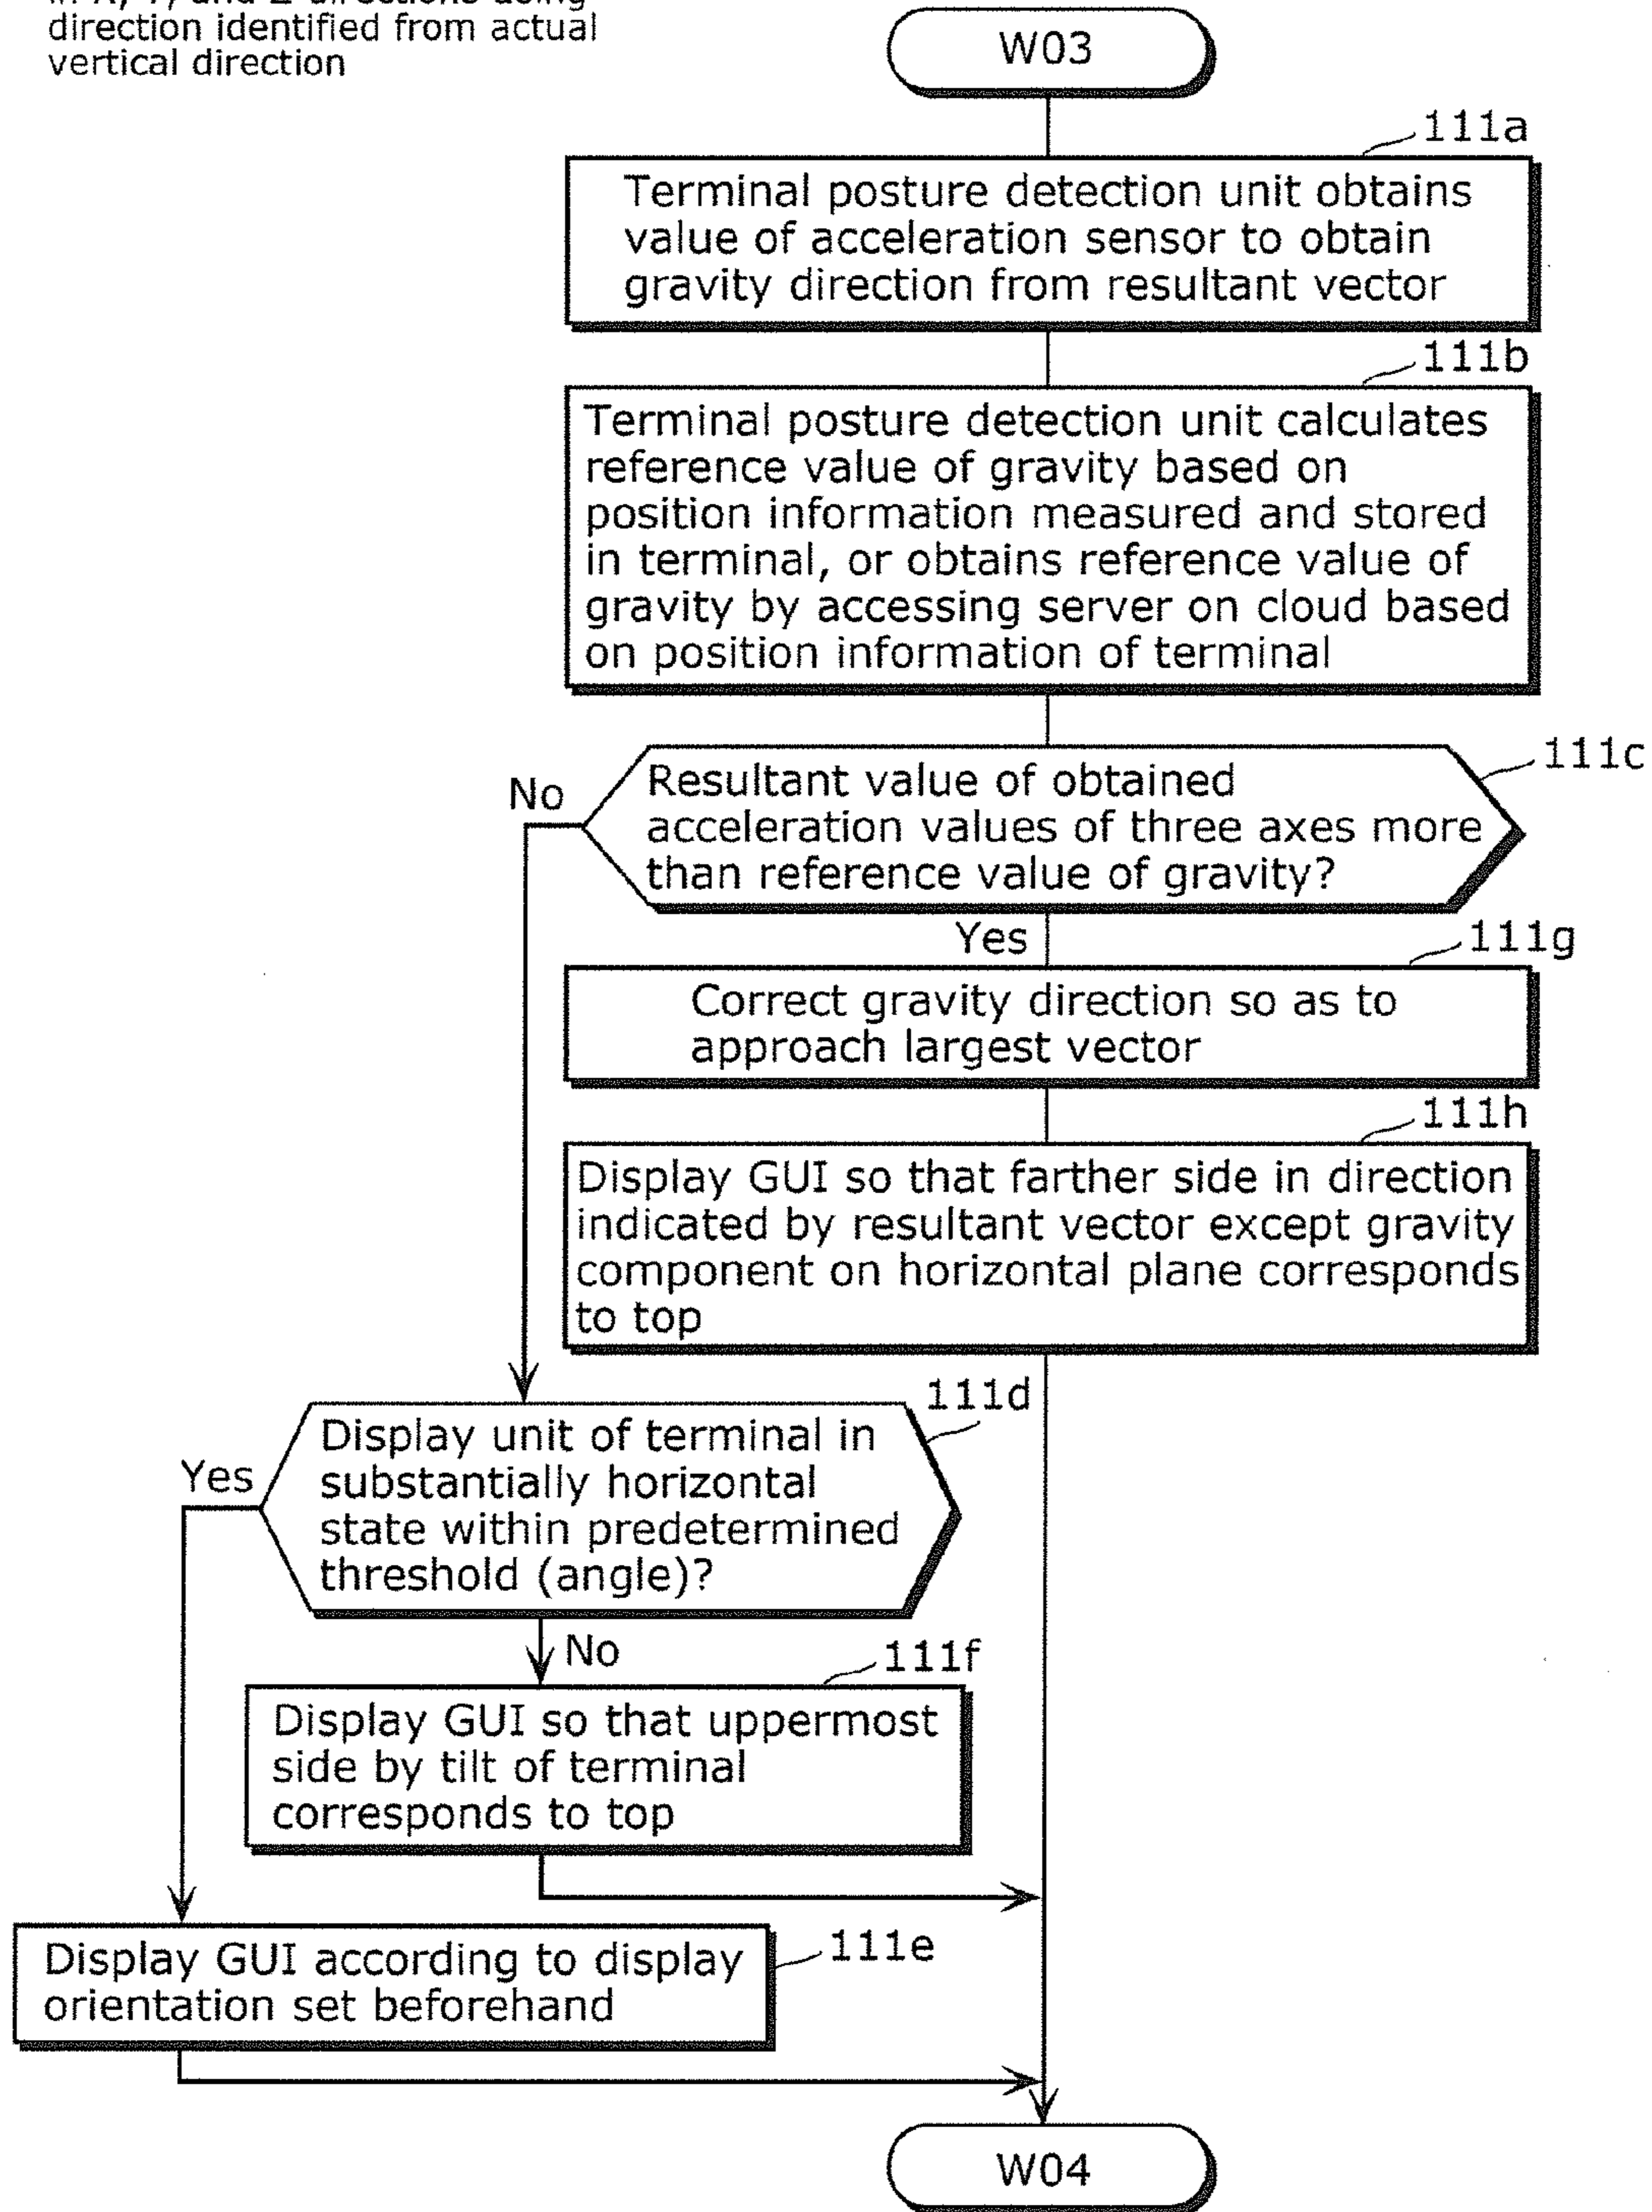 direction identified from actual
vertical direction
W03
111a
Terminal posture detection unit obtains
value of acceleration sensor to obtain
gravity direction from resultant vector
111b
Terminal posture detection unit calculates
reference value of gravity based on
position information measured and stored
in terminal, or obtains reference value of
gravity by accessing server on cloud based
on position information of terminal
111c
No
Resultant value of obtained
acceleration values of three axes more
than reference value of gravity?
Yes
111g
Correct gravity direction so as to
approach largest vector
111h
Display GUI so that farther side in direction
indicated by resultant vector except gravity
component on horizontal plane corresponds
to top
111d
Yes
Display unit of terminal in
substantially horizontal
state within predetermined
threshold (angle)?
No
111f
Display GUI so that uppermost
side by tilt of terminal
corresponds to top
111e
Display GUI according to display
orientation set beforehand
W04